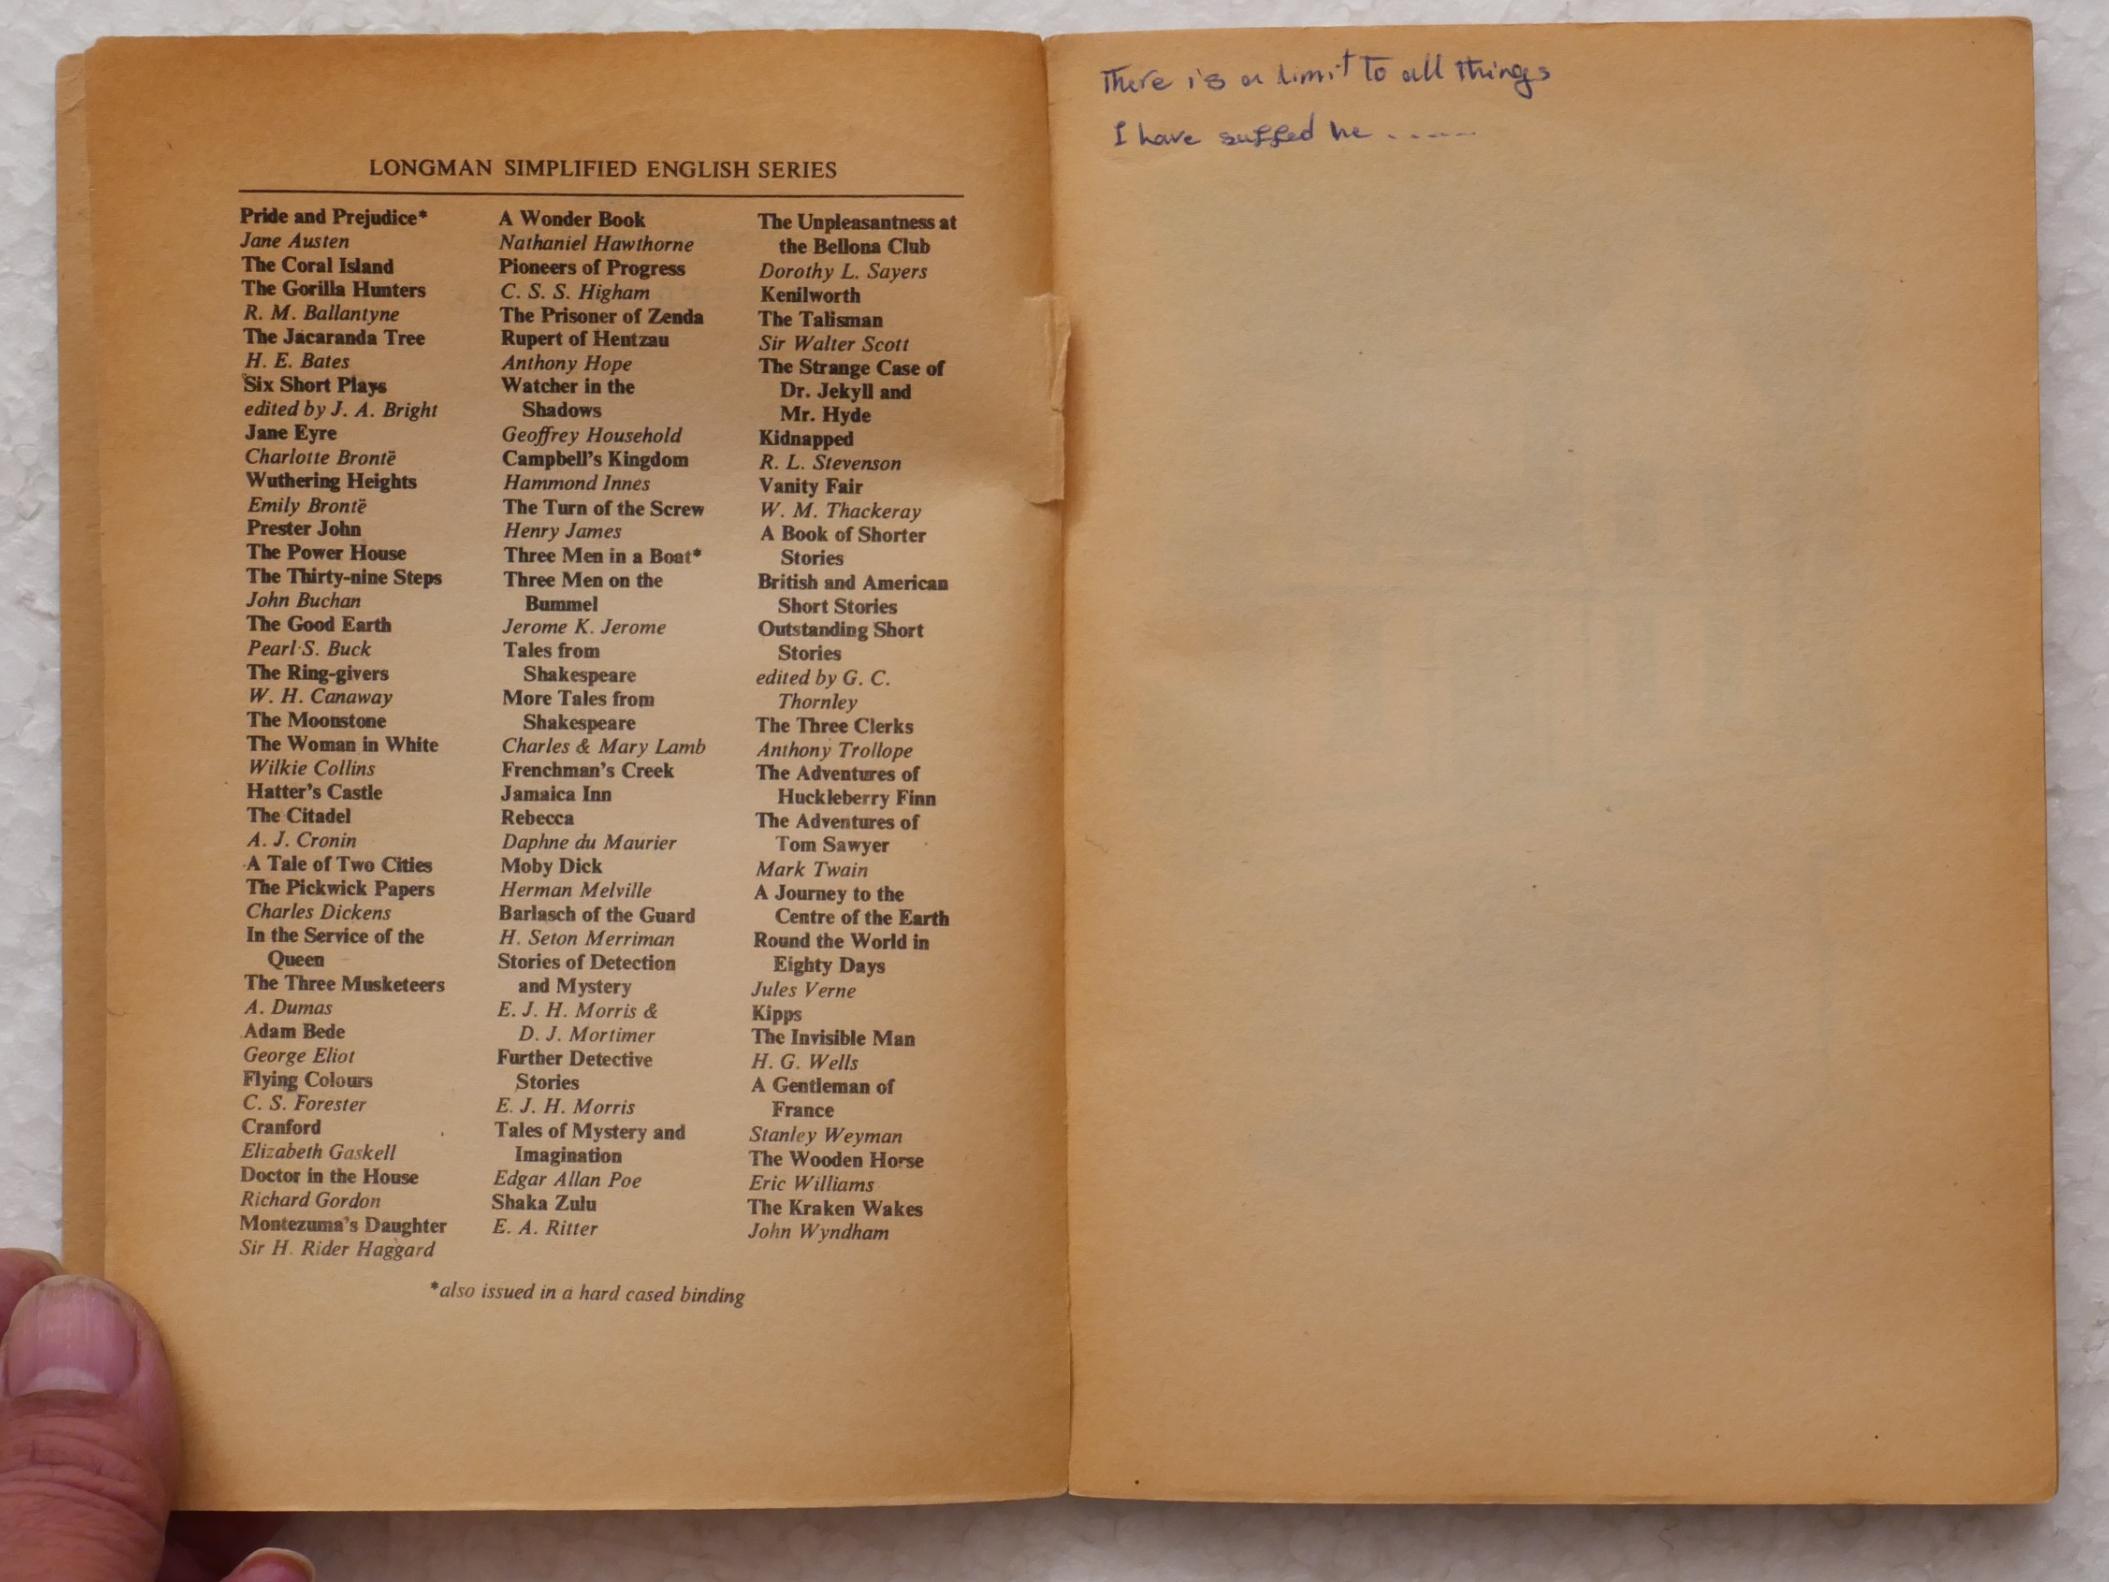 LONGMAN SIMPLIFIED ENGLISH SERIES
Pride and Prejudice*
Jane Austen
The Coral Island
The Gorilla Hunters
R. M. Ballantyne
The Jacaranda Tree
H. E. Bates
Six Short Plays
edited by J. A. Bright
Jane Eyre
Charlotte Brontë
Wuthering Heights
Emily Brontë
Prester John
The Power House
The Thirty-nine Steps
John Buchan
The Good Earth
Pearl S. Buck
The Ring-givers
W. H. Canaway
The Moonstone
The Woman in White
Wilkie Collins
Hatter's Castle
The Citadel
A. J. Cronin
A Tale of Two Cities
The Pickwick Papers
Charles Dickens
In the Service of the
Queen
The Three Musketeers
A. Dumas
Adam Bede
George Eliot
Flying Colours
C. S. Forester
Cranford
Elizabeth Gaskell
Doctor in the House
Richard Gordon
Montezuma's Daughter
Sir H. Rider Haggard
A Wonder Book
Nathaniel Hawthorne
Pioneers of Progress
C. S. S. Higham
The Prisoner of Zenda
Rupert of Hentzau
Anthony Hope
Watcher in the
Shadows
Geoffrey Household
Campbell's Kingdom
Hammond Innes
The Turn of the Screw
Henry James
Three Men in a Boat*
Three Men on the
Bummel
Jerome K. Jerome
Tales from
Shakespeare
More Tales from
Shakespeare
Charles & Mary Lamb
Frenchman's Creek
Jamaica Inn
Rebecca
Daphne du Maurier
Moby Dick
Herman Melville
Barlasch of the Guard
H. Seton Merriman
Stories of Detection
and Mystery
E. J. H. Morris &
D. J. Mortimer
Further Detective
Stories
E. J. H. Morris
Tales of Mystery and
Imagination
Edgar Allan Poe
Shaka Zulu
E. A. Ritter
The Unpleasantness at
the Bellona Club
Dorothy L. Sayers
Kenilworth
The Talisman
Sir Walter Scott
The Strange Case of
Dr. Jekyll and
Mr. Hyde
Kidnapped
R. L. Stevenson
Vanity Fair
W. M. Thackeray
A Book of Shorter
Stories
British and American
Short Stories
Outstanding Short
Stories
edited by G. C.
Thornley
The Three Clerks
Anthony Trollope
The Adventures of
Huckleberry Finn
The Adventures of
Tom Sawyer
Mark Twain
A Journey to the
Centre of the Earth
Round the World in
Eighty Days
Jules Verne
Kipps
The Invisible Man
H. G. Wells
A Gentleman of
France
Stanley Weyman
The Wooden Horse
Eric Williams
The Kraken Wakes
John Wyndham
*also issued in a hard cased binding
There is a limit to all things
I have suffed he ......